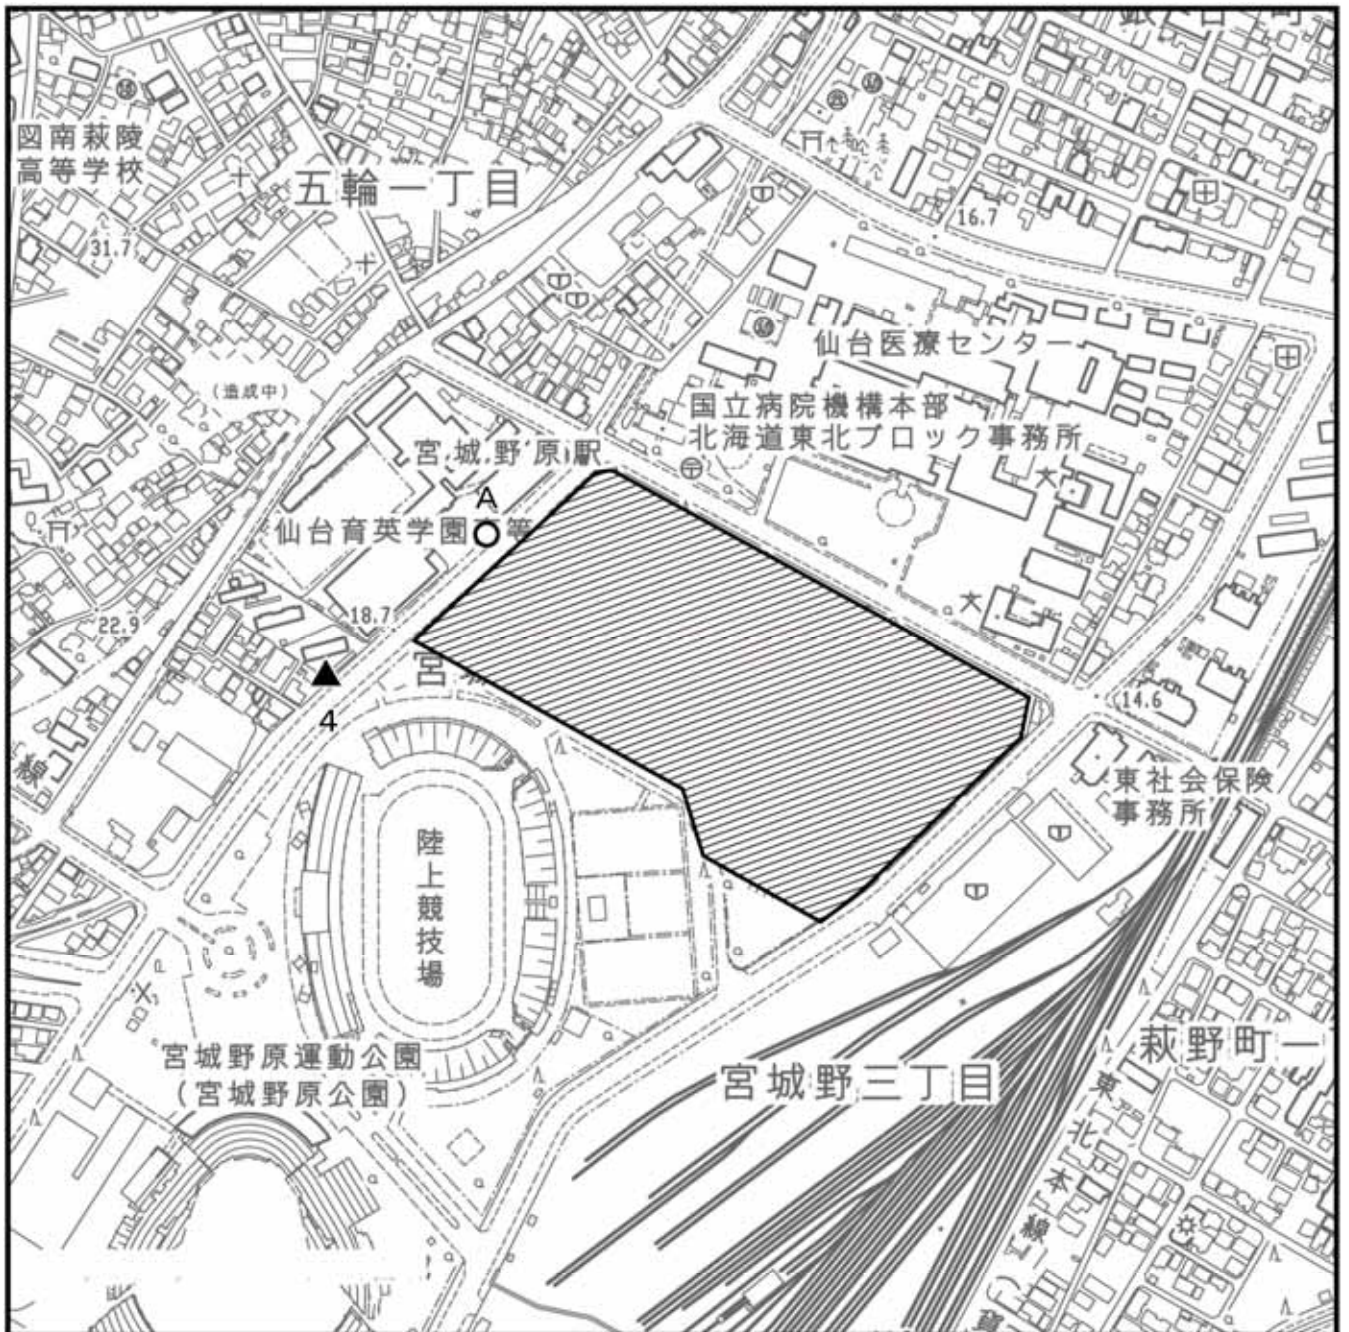 図南萩陵
高等学校
五輪一丁目
31.7
16.7
仙台医療センター
(造成中)
国立病院機構本部
北海道東北ブロック事務所
宮城野原駅
A
仙台育英学園 等
18.7
22.9
宮
4
14.6
線
東社会保険
事務所
陸上競技場
宮城野原運動公園
(宮城野原公園)
宮城野三丁目
萩野町一
東北本線